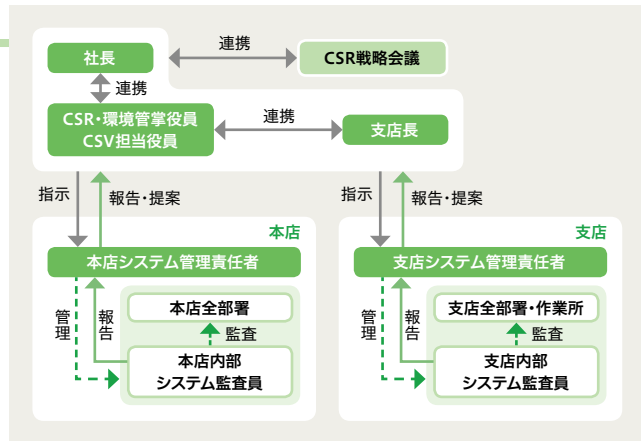 連携
社長
CSR戦略会議
連携
CSR・環境管掌役員
CSV担当役員
連携
支店長
指示
報告・提案
指示
報告・提案
本店
本店システム管理責任者
管理
報告
本店全部署
監査
本店内部
システム監査員
支店
支店システム管理責任者
管理
報告
支店全部署・作業所
監査
支店内部
システム監査員